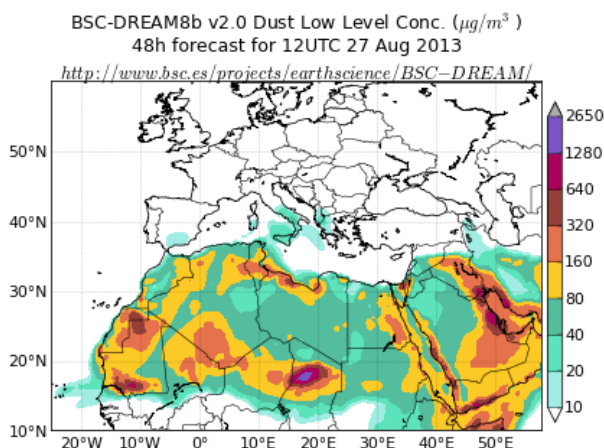 BSC-DREAM8b v2.0 Dust Low Level Conc. (μg/m³ )
48h forecast for 12UTC 27 Aug 2013
http://www.bsc.es/projects/earthscience/BSC−DREAM/
50°N
40°N
30°N
20°N
10°N
20°W 10°W 0° 10°E 20°E 30°E 40°E 50°E
2650
1280
640
320
160
80
40
20
10